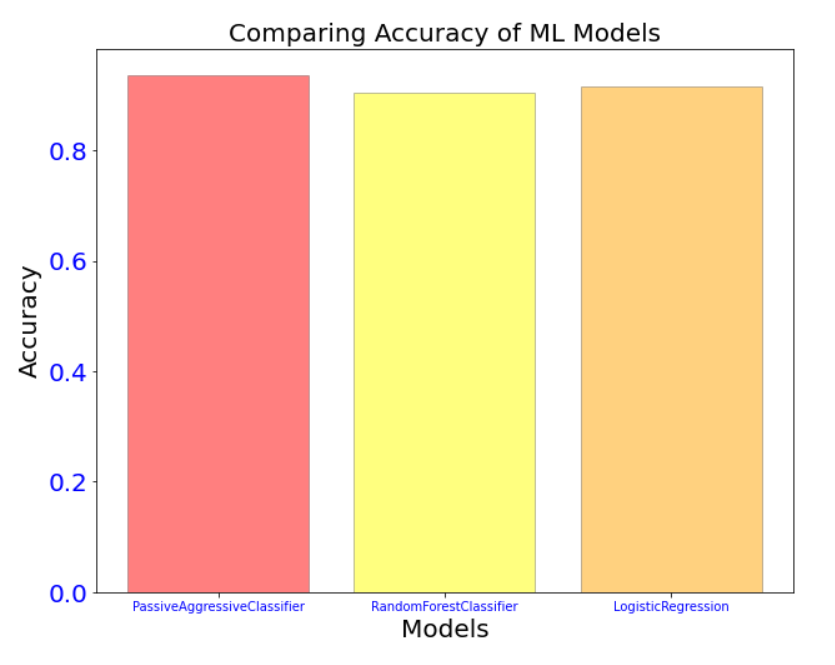 Comparing Accuracy of ML Models
Accuracy
0.8
0.6
0.4
0.2
0.0
PassiveAggressiveClassifier RandomForestClassifier LogisticRegression
Models